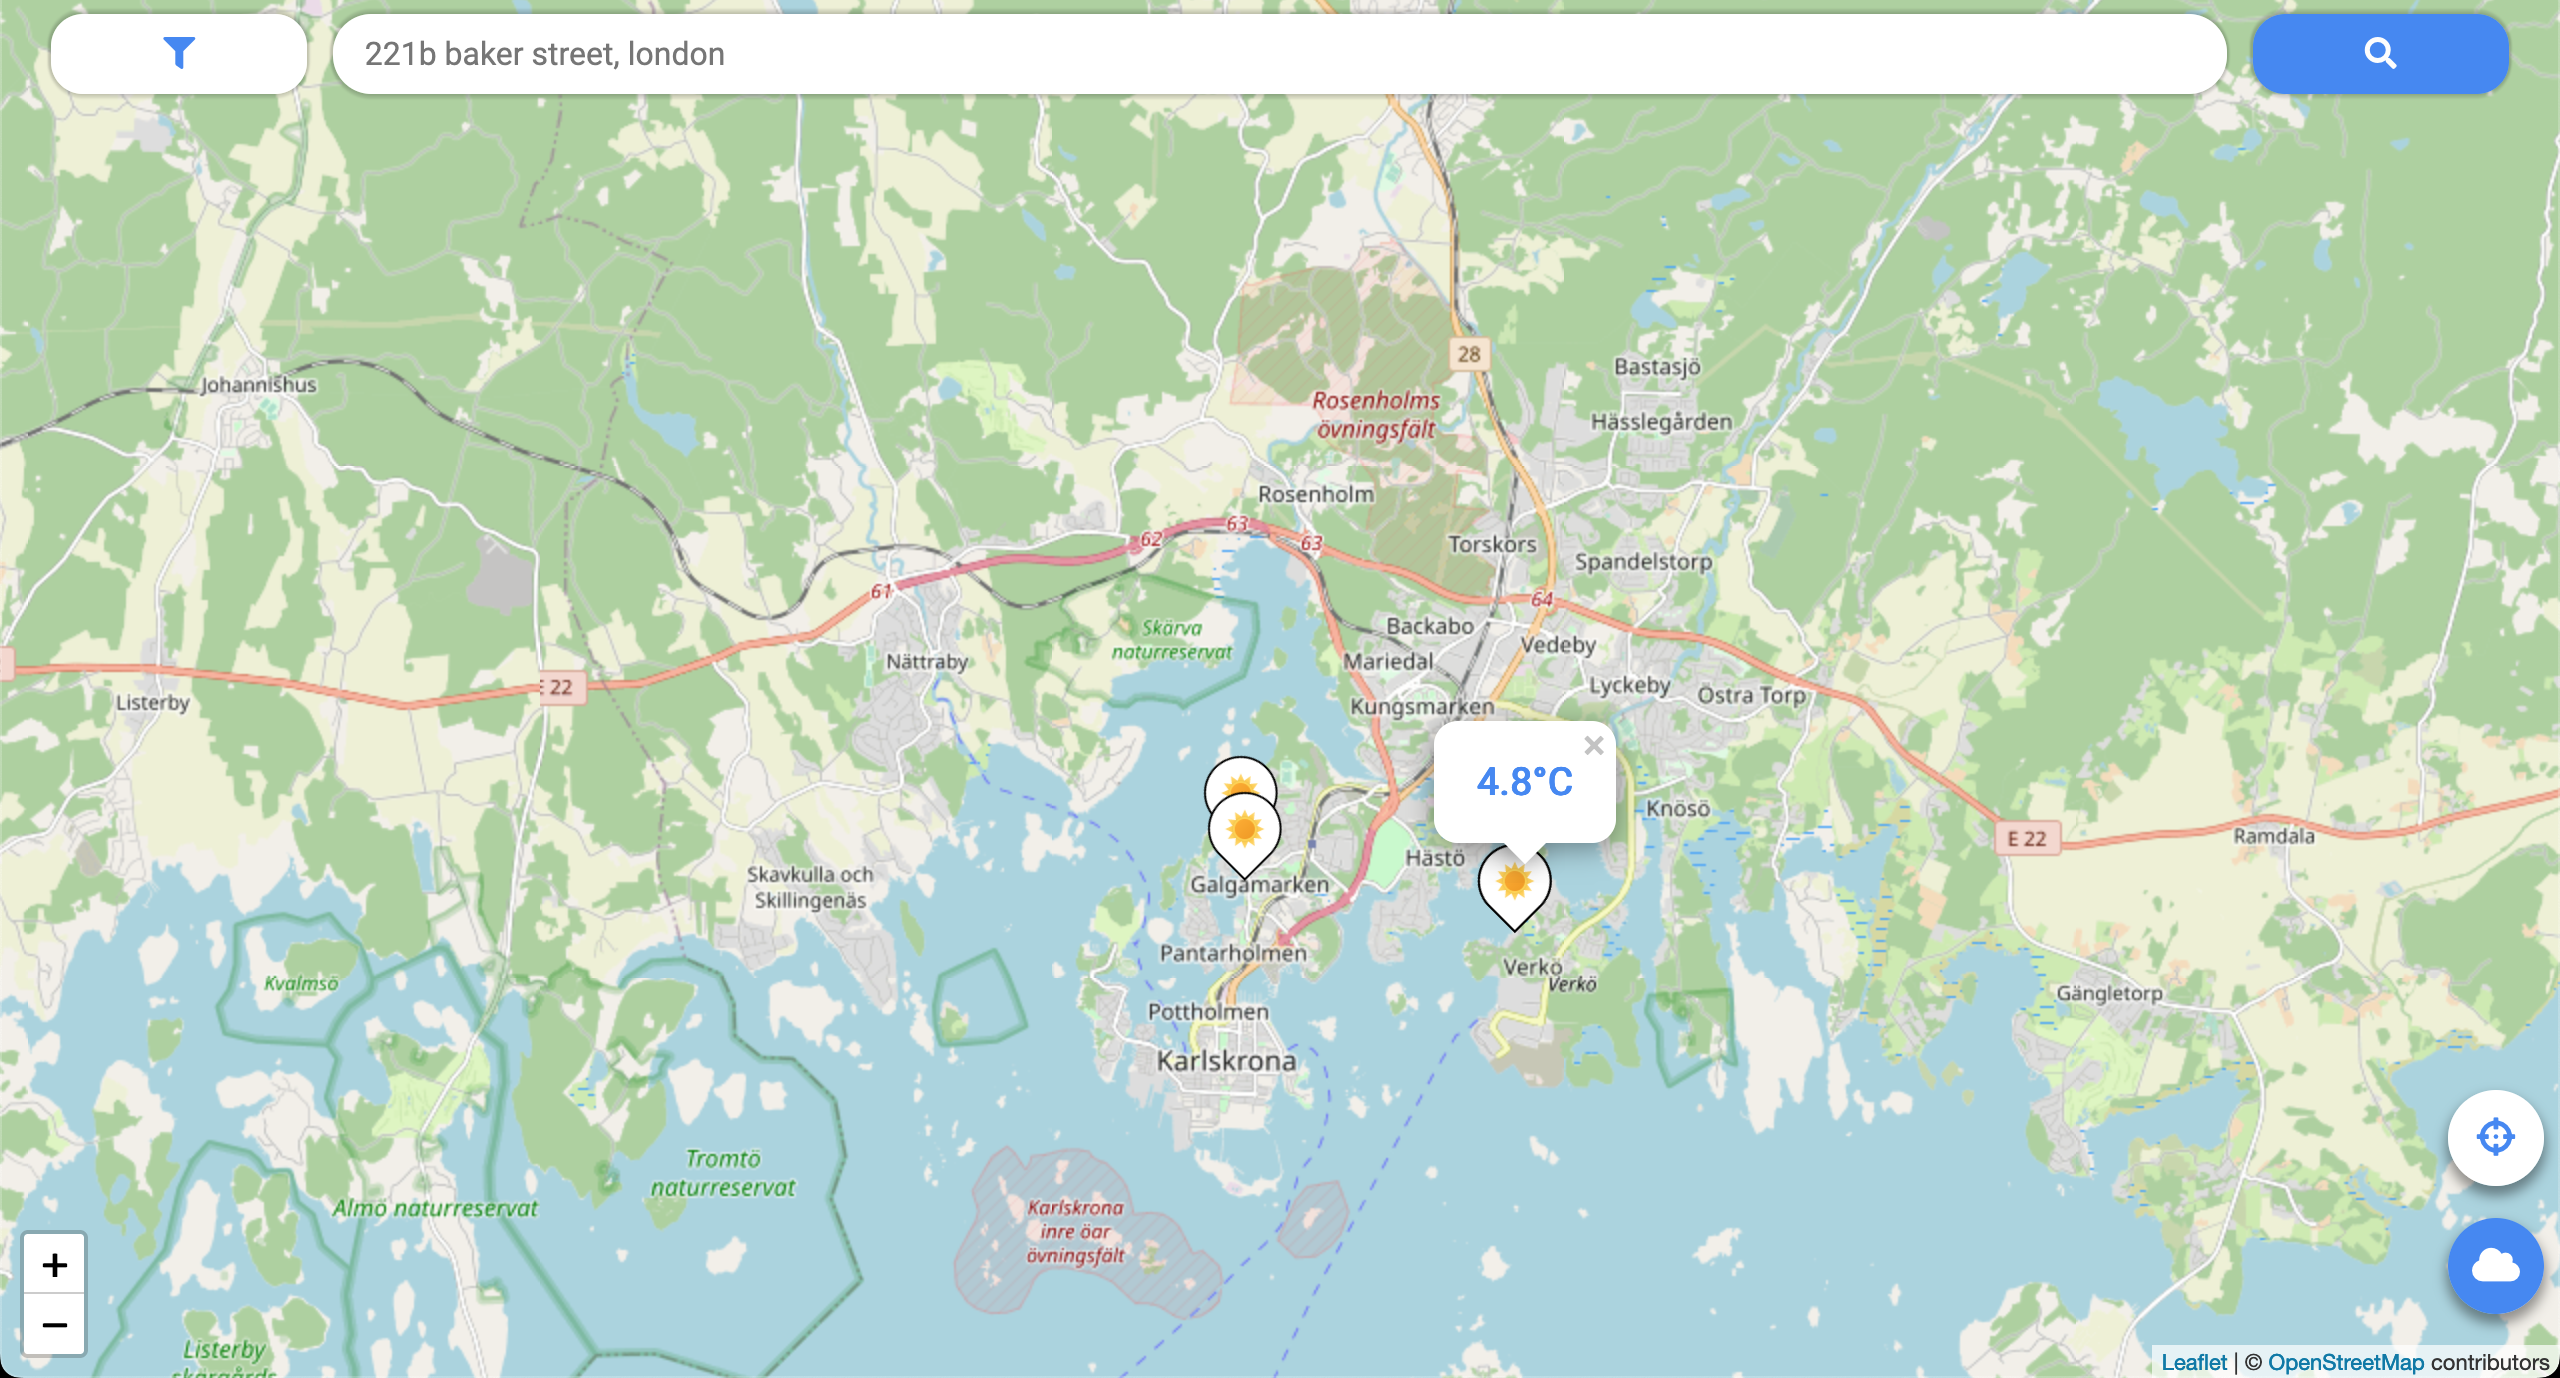 221b baker street, london
28
Bastasjö
Johannishus
Rosenholms
övningsfält
Hässlegården
Rosenholm
63
62
63
Torskors
Spandelstorp
61
64
Skärva
naturreservat
Backabo
Vedeby
Nättraby
Mariedal
E 22
Lyckeby
Östra Torp
Listerby
Kungsmarken
×
4.8°C
Knösö
E 22
Ramdala
Hästö
Skavkulla och
Skillingenäs
Galgamarken
Pantarholmen
Verkö
Verkö
Kvalmsö
Gängletorp
Pottholmen
Karlskrona
Tromtö
naturreservat
Almö naturreservat
Karlskrona
inre öar
övningsfält
+
−
Listerby
skärgårds
Leaflet | © OpenStreetMap contributors